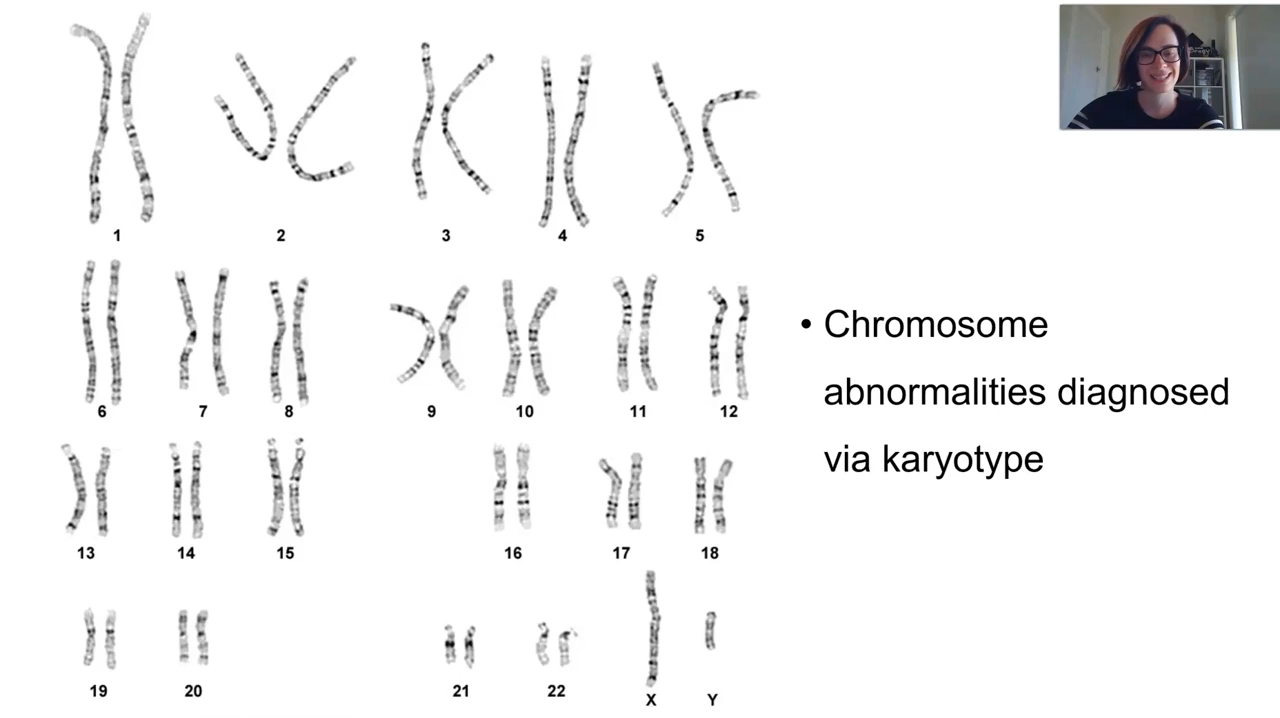 1 2 3 4 5
6 7 8 9 10 11 12
• Chromosome
abnormalities diagnosed
via karyotype
13 14 15 16 17 18
19 20 21 22 X Y